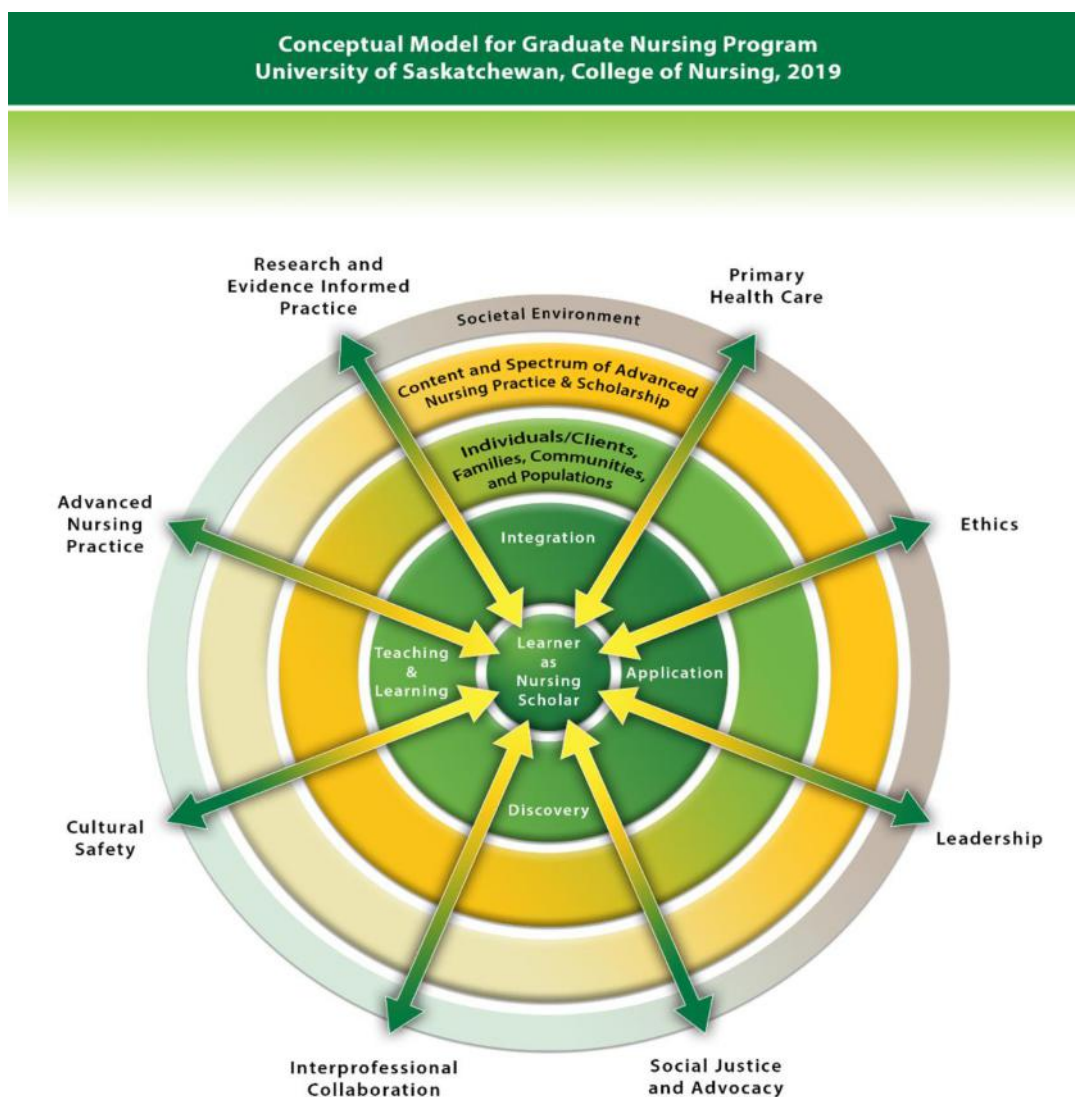 Conceptual Model for Graduate Nursing Program
University of Saskatchewan, College of Nursing, 2019
Research and
Evidence Informed
Practice
Primary
Health Care
Societal Environment
Content and Spectrum of Advanced
Nursing Practice & Scholarship
Individuals/Clients,
Families, Communities,
and Populations
Advanced
Nursing
Practice
Ethics
Integration
Teaching
&
Learning
Learner
as
Nursing
Scholar
Application
Discovery
Cultural
Safety
Leadership
Interprofessional
Collaboration
Social Justice
and Advocacy